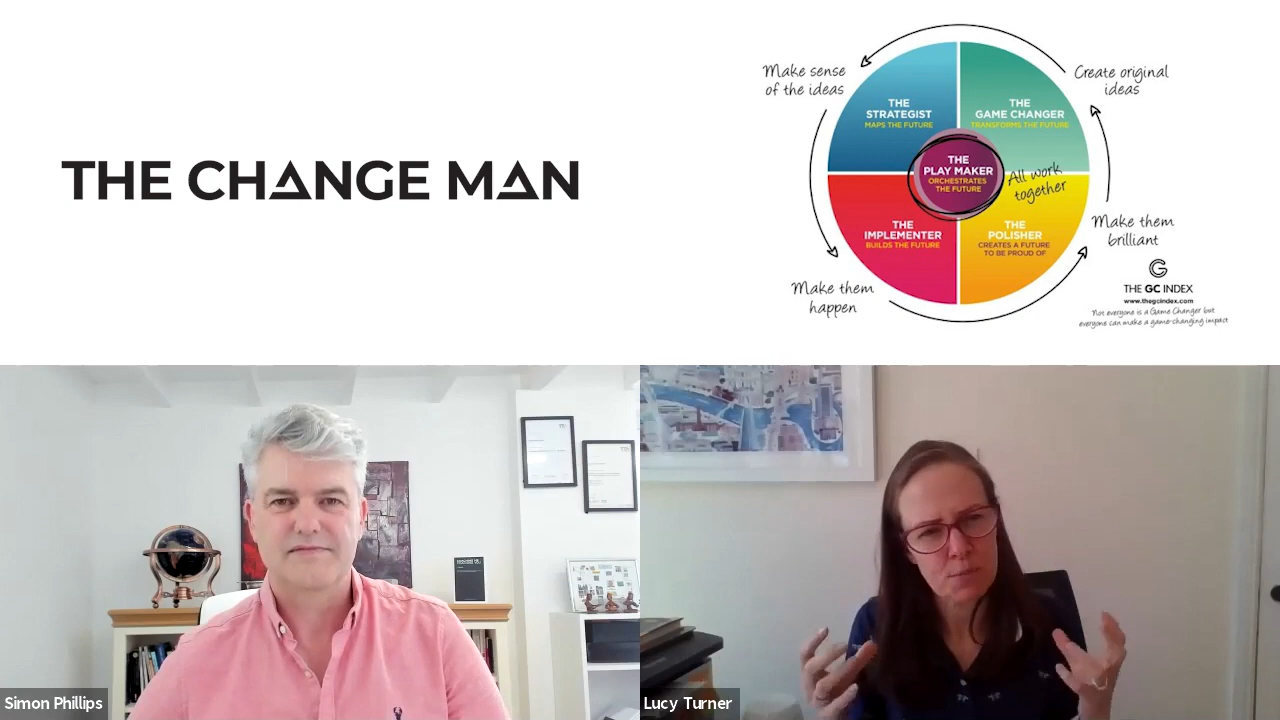 THE CHANGE MAN
Make sense
of the ideas
Create original
ideas
THE
STRATEGIST
MAPS THE FUTURE
THE
GAME CHANGER
TRANSFORMS THE FUTURE
THE
PLAY MAKER
ORCHESTRATES
THE FUTURE
All work
together
THE
IMPLEMENTER
BUILDS THE FUTURE
THE
POLISHER
CREATES A FUTURE
TO BE PROUD OF
Make them
brilliant
Make them
happen
THE GC INDEX
www.thegcindex.com
Not everyone is a Game Changer but
everyone can make a game-changing impact
Simon Phillips
Lucy Turner